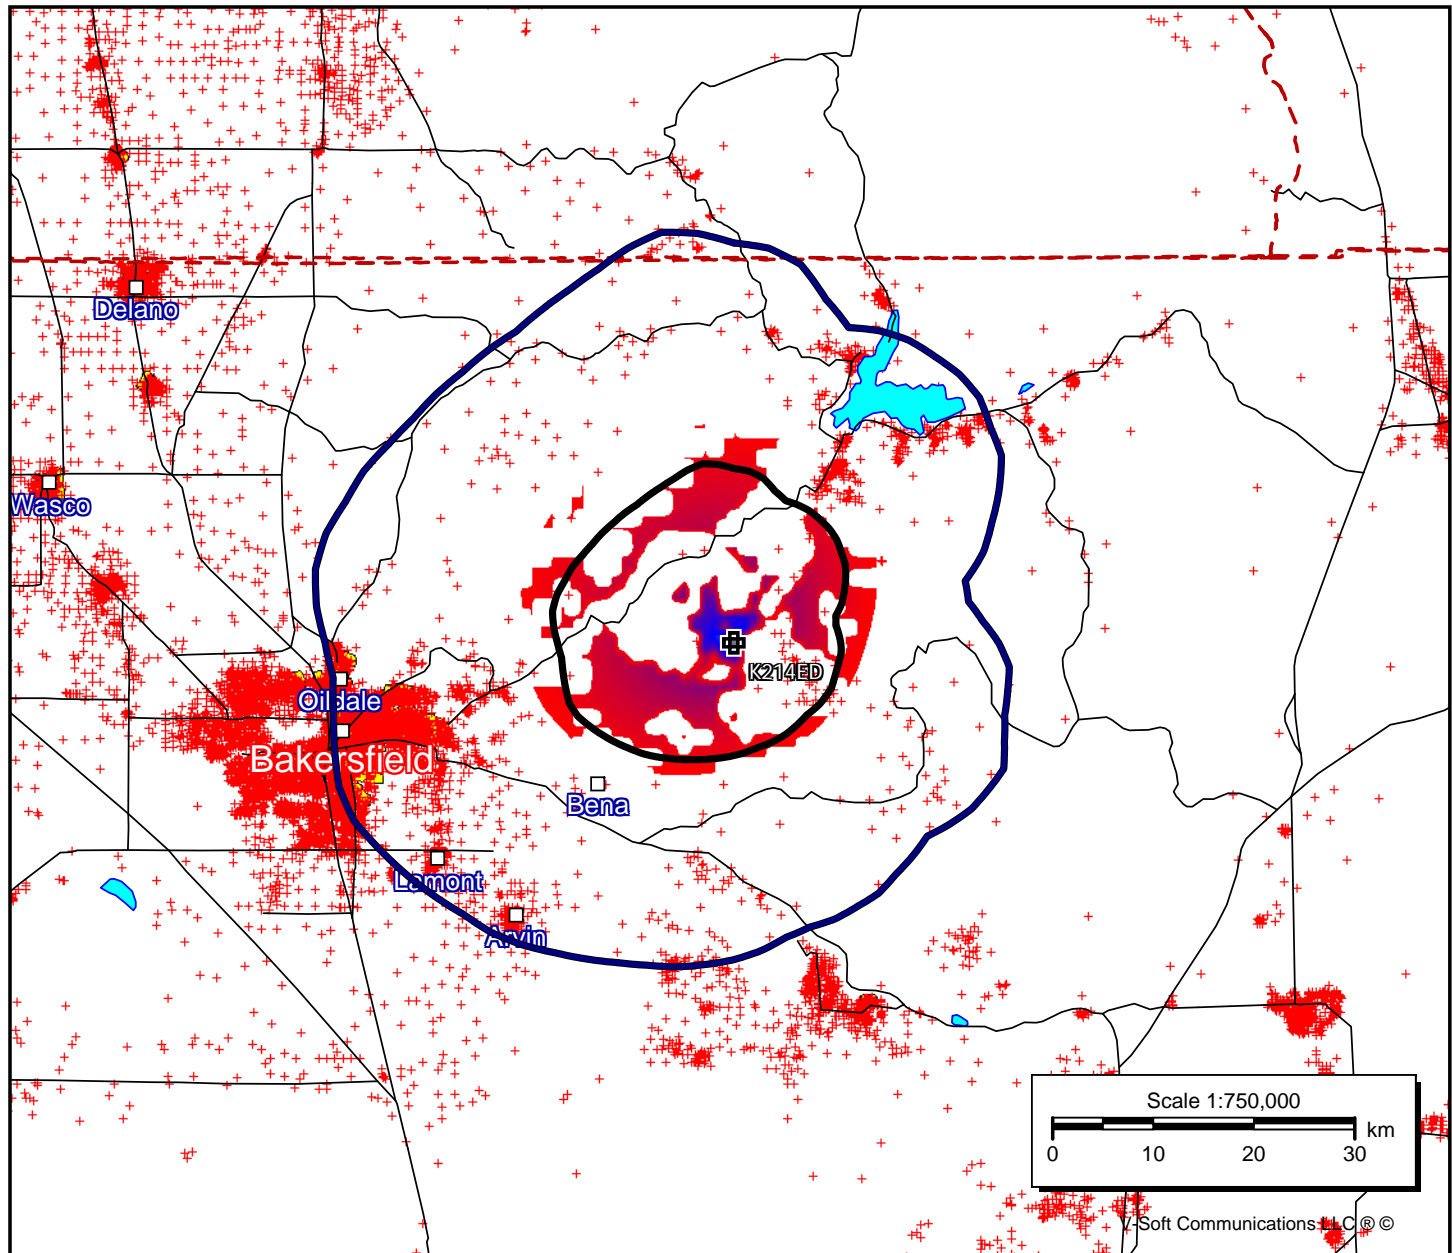 Delano
Wasco
K214ED
Oildale
Bakersfield
Bena
Lamont
Arvin
Scale 1:750,000
km
0 10 20 30
V-Soft Communications LLC ® ©